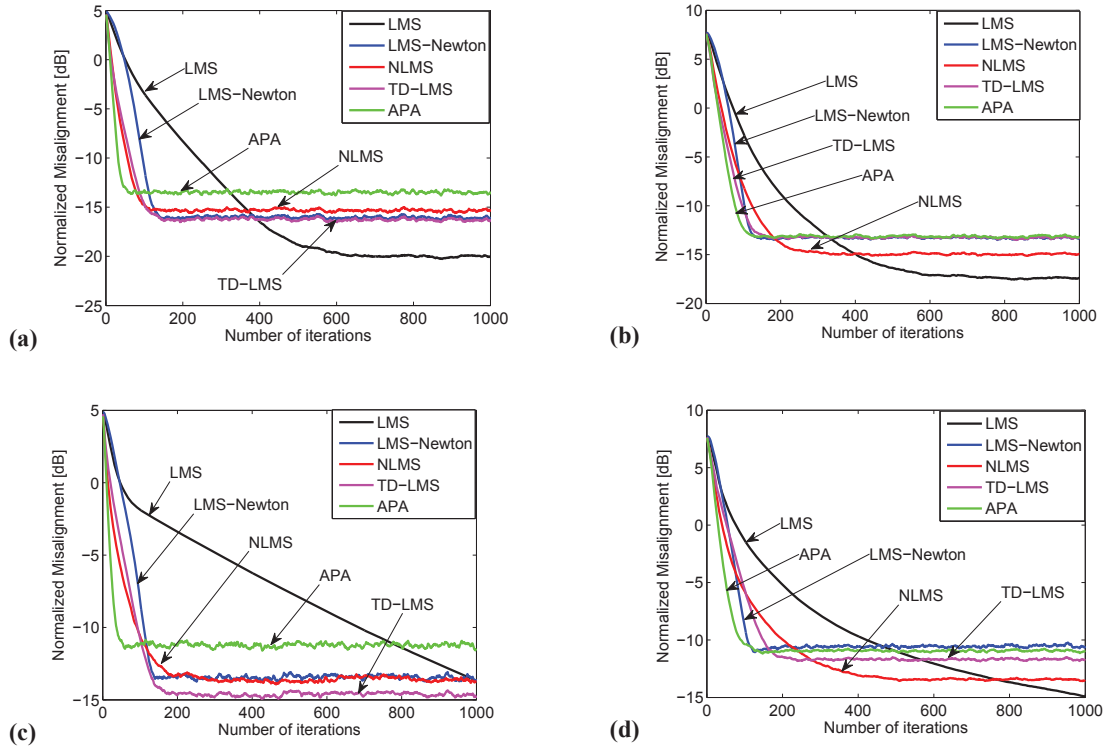 5
0
−5
−10
−15
−20
−25
0
200
400
600
800
1000
Normalized Misalignment [dB]
Number of iterations
LMS
LMS−Newton
NLMS
TD−LMS
APA
LMS
LMS−Newton
APA
NLMS
TD−LMS
(a)
10
5
0
−5
−10
−15
−20
0
200
400
600
800
1000
Normalized Misalignment [dB]
Number of iterations
LMS
LMS−Newton
NLMS
TD−LMS
APA
LMS
LMS−Newton
TD−LMS
APA
NLMS
(b)
5
0
−5
−10
−15
0
200
400
600
800
1000
Normalized Misalignment [dB]
Number of iterations
LMS
LMS−Newton
NLMS
TD−LMS
APA
LMS
LMS−Newton
NLMS
APA
TD−LMS
(c)
10
5
0
−5
−10
−15
0
200
400
600
800
1000
Normalized Misalignment [dB]
Number of iterations
LMS
LMS−Newton
NLMS
TD−LMS
APA
LMS
APA
LMS−Newton
NLMS
TD−LMS
(d)